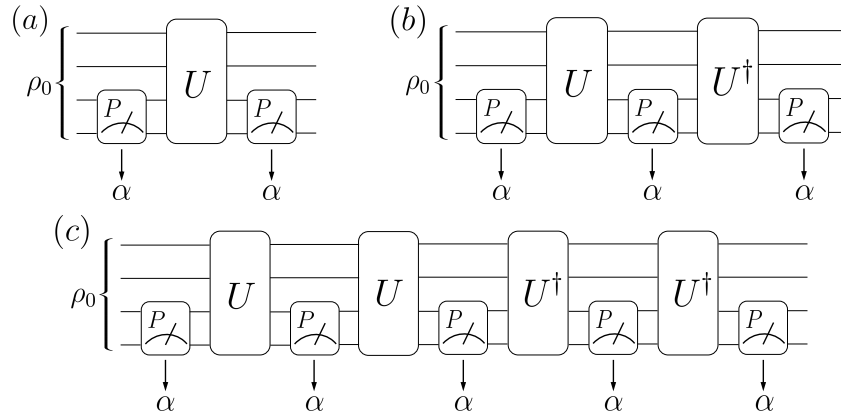 (a) ρ₀ P U P α α
(b) ρ₀ P U P U† P α α α
(c) ρ₀ P U P U P U† P U† P α α α α α